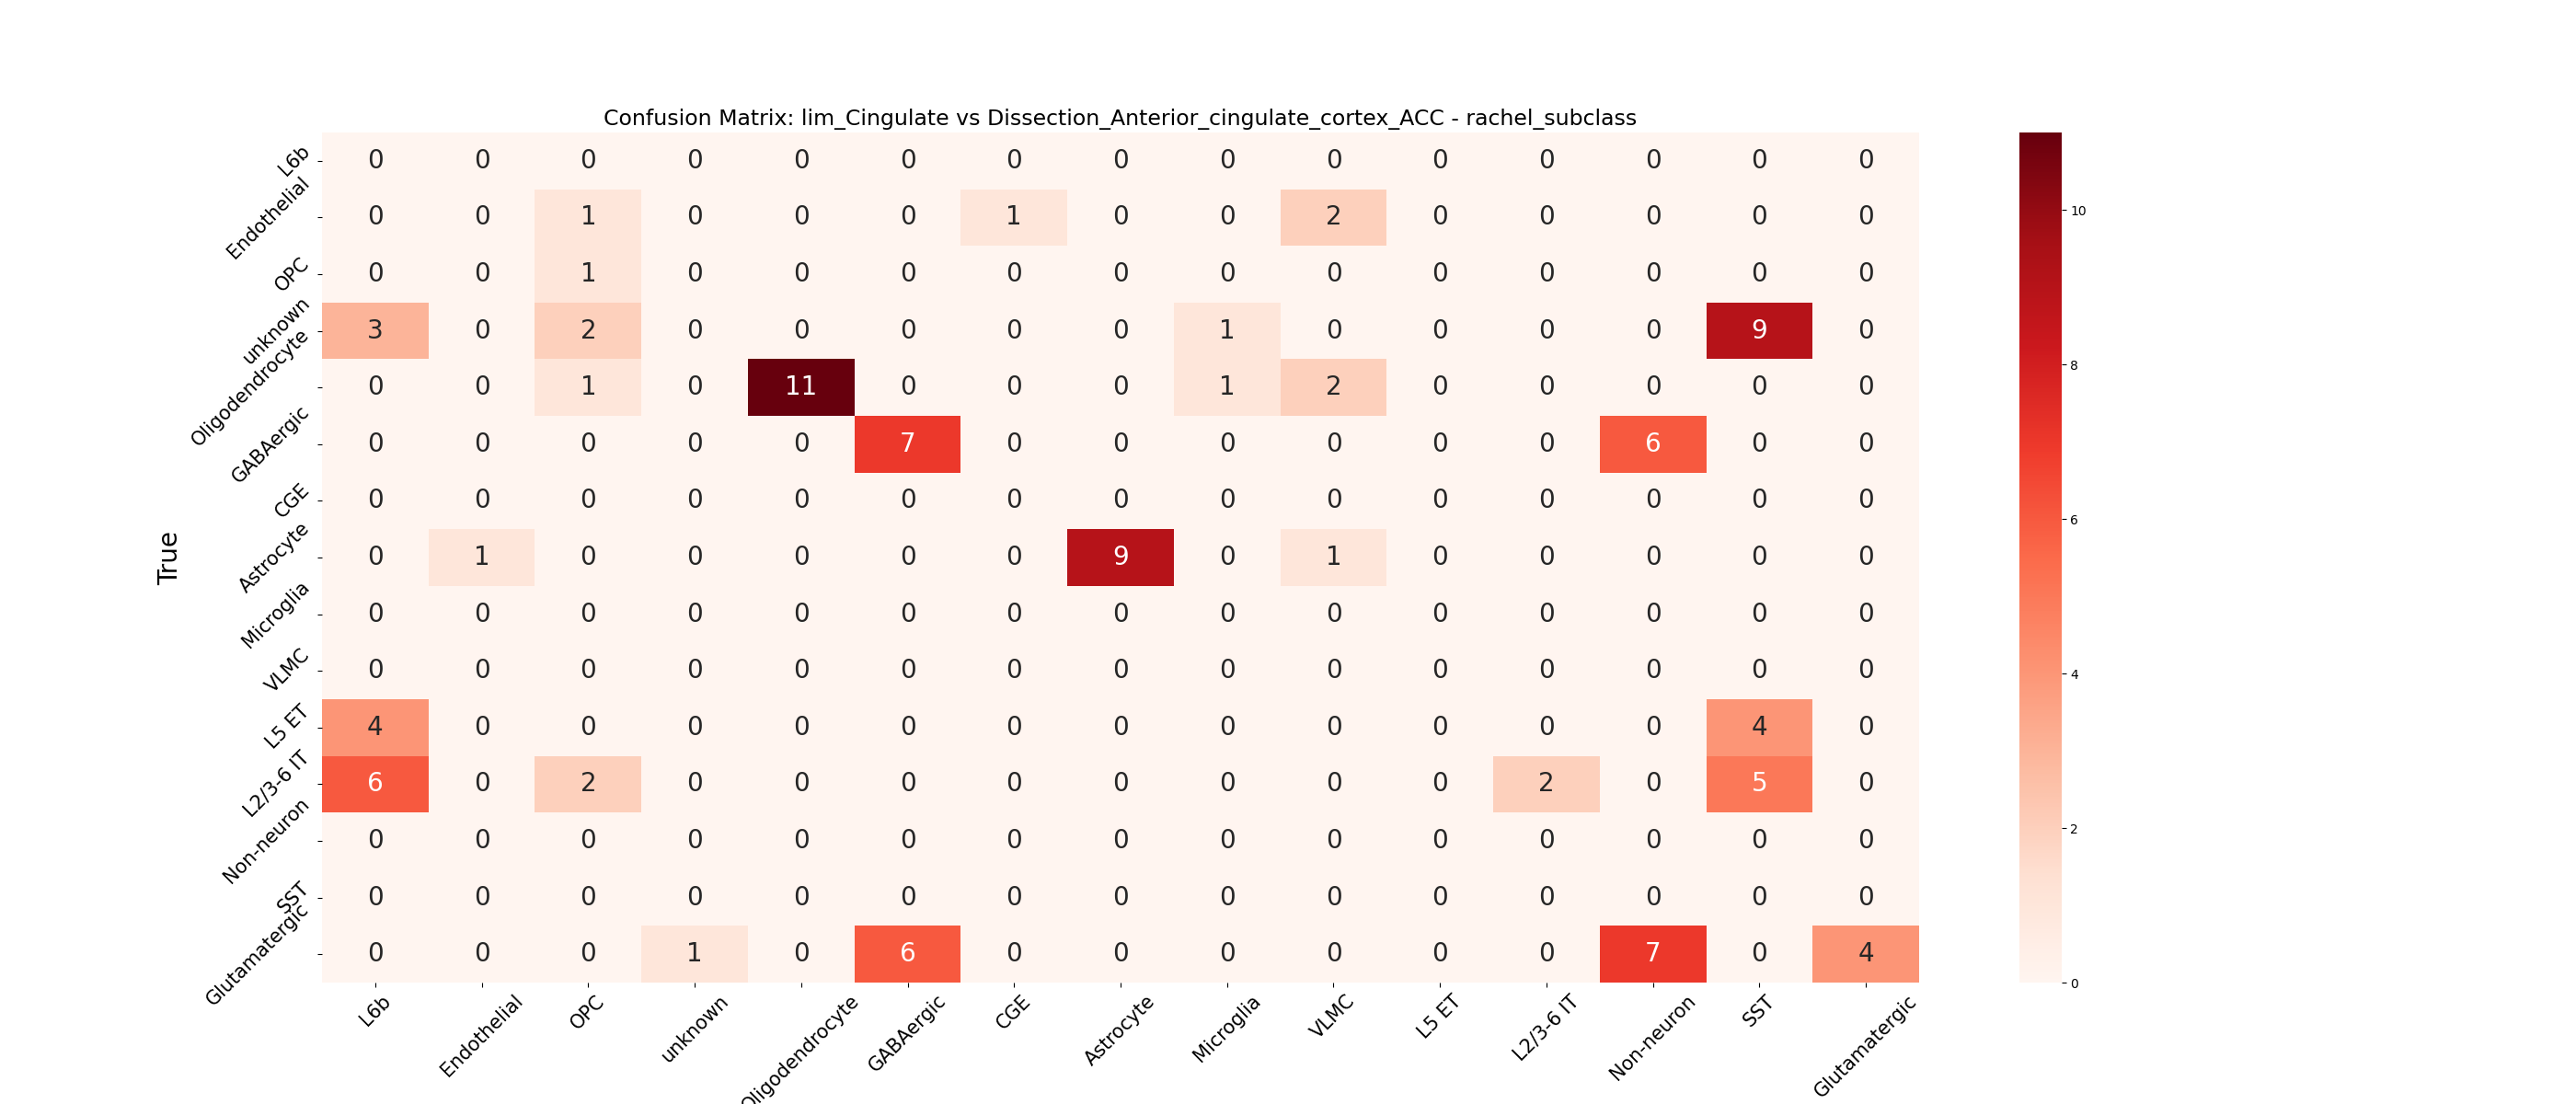 Confusion Matrix: lim_Cingulate vs Dissection_Anterior_cingulate_cortex_ACC - rachel_subclass
L6b 0 0 0 0 0 0 0 0 0 0 0 0 0 0 0
Endothelial 0 0 1 0 0 0 1 0 0 2 0 0 0 0 0
OPC 0 0 1 0 0 0 0 0 0 0 0 0 0 0 0
unknown 3 0 2 0 0 0 0 0 1 0 0 0 0 9 0
Oligodendrocyte 0 0 1 0 11 0 0 0 1 2 0 0 0 0 0
GABAergic 0 0 0 0 0 7 0 0 0 0 0 0 6 0 0
CGE 0 0 0 0 0 0 0 0 0 0 0 0 0 0 0
Astrocyte 0 1 0 0 0 0 0 9 0 1 0 0 0 0 0
Microglia 0 0 0 0 0 0 0 0 0 0 0 0 0 0 0
VLMC 0 0 0 0 0 0 0 0 0 0 0 0 0 0 0
L5 ET 4 0 0 0 0 0 0 0 0 0 0 0 0 4 0
L2/3-6 IT 6 0 2 0 0 0 0 0 0 0 0 2 0 5 0
Non-neuron 0 0 0 0 0 0 0 0 0 0 0 0 0 0 0
SST 0 0 0 0 0 0 0 0 0 0 0 0 0 0 0
Glutamatergic 0 0 0 1 0 6 0 0 0 0 0 0 7 0 4
True
L6b Endothelial OPC unknown Oligodendrocyte GABAergic CGE Astrocyte Microglia VLMC L5 ET L2/3-6 IT Non-neuron SST Glutamatergic
10
8
6
4
2
0